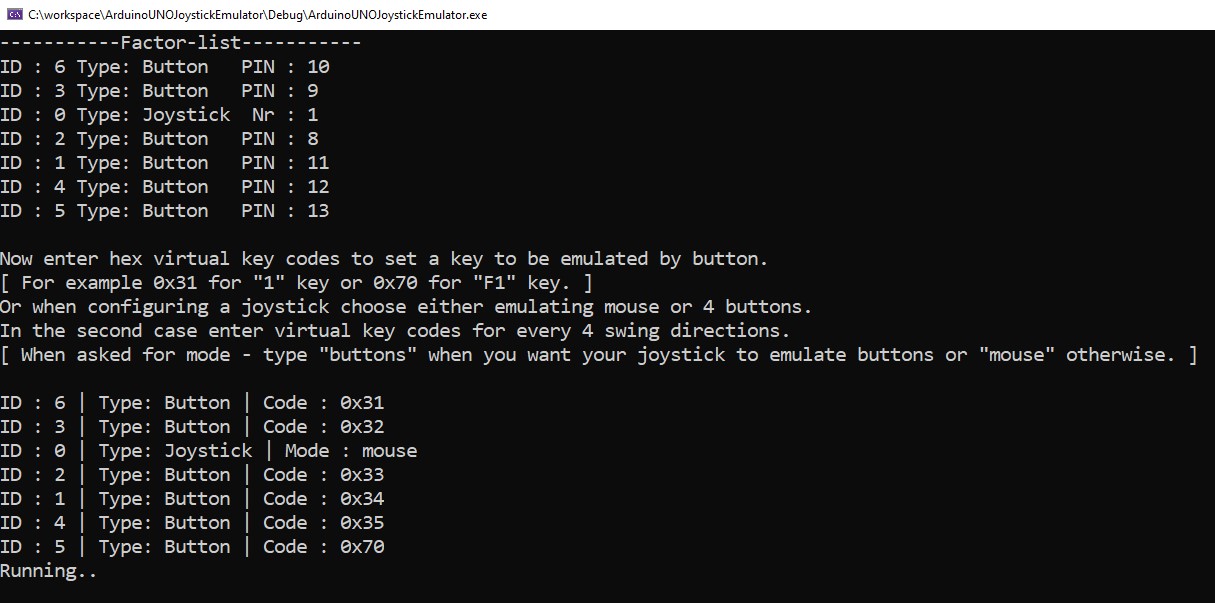 C:\workspace\ArduinoUNOJoystickEmulator\Debug\ArduinoUNOJoystickEmulator.exe
-----------Factor-list-----------
ID : 6 Type: Button   PIN : 10
ID : 3 Type: Button   PIN : 9
ID : 0 Type: Joystick  Nr : 1
ID : 2 Type: Button   PIN : 8
ID : 1 Type: Button   PIN : 11
ID : 4 Type: Button   PIN : 12
ID : 5 Type: Button   PIN : 13
Now enter hex virtual key codes to set a key to be emulated by button.
[ For example 0x31 for "1" key or 0x70 for "F1" key. ]
Or when configuring a joystick choose either emulating mouse or 4 buttons.
In the second case enter virtual key codes for every 4 swing directions.
[ When asked for mode - type "buttons" when you want your joystick to emulate buttons or "mouse" otherwise. ]
ID : 6 | Type: Button | Code : 0x31
ID : 3 | Type: Button | Code : 0x32
ID : 0 | Type: Joystick | Mode : mouse
ID : 2 | Type: Button | Code : 0x33
ID : 1 | Type: Button | Code : 0x34
ID : 4 | Type: Button | Code : 0x35
ID : 5 | Type: Button | Code : 0x70
Running..